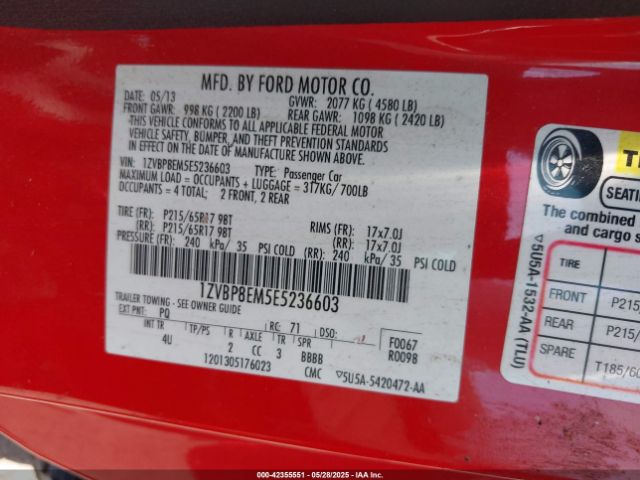 MFD. BY FORD MOTOR CO.
DATE: 05/13 GVWR: 2077 KG ( 4580 LB)
FRONT GAWR: 998 KG ( 2200 LB) REAR GAWR: 1098 KG ( 2420 LB)
-THIS VEHICLE CONFORMS TO ALL APPLICABLE FEDERAL MOTOR
VEHICLE SAFETY, BUMPER, AND THEFT PREVENTION STANDARDS
IN EFFECT ON THE DATE OF MANUFACTURE SHOWN ABOVE.
VIN: 1ZVBP8EM5E5236603 TYPE: Passenger Car
MAXIMUM LOAD = OCCUPANTS + LUGGAGE = 317KG/ 700LB
OCCUPANTS = 4 TOTAL: 2 FRONT, 2 REAR
TIRE (FR): P215/65R17 98T RIMS (FR): 17x7.0J
(RR): P215/65R17 98T (RR): 17x7.0J
PRESSURE (FR): 240 kPa/ 35 PSI COLD (RR): 240 kPa/ 35 PSI COLD
1ZVBP8EM5E5236603
TRAILER TOWING - SEE OWNER GUIDE
EXT PNT: PQ RC: 71 DSO: F0067
INT TR TP/PS R AXLE TR SPR R0098
4U 2 CC 3 BBBB
1201305176023 CMC ▽5U5A-5420472-AA
SEATIN
The combined
and cargo s
▽5U5A-1532-AA (TLU)
TIRE
FRONT P215/
REAR P215/
SPARE T185/60
000-42355551 05/28/2025 IAA Inc.